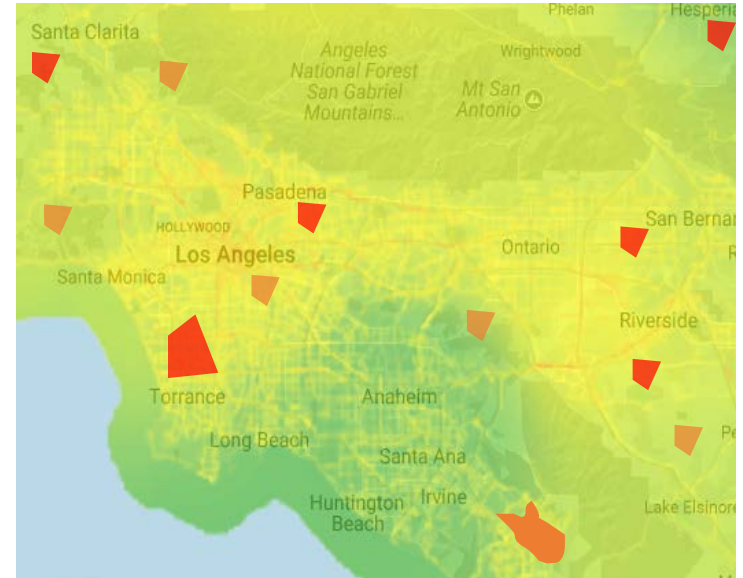 Phelan
Hesperia
Santa Clarita
Angeles
National Forest
San Gabriel
Mountains...
Wrightwood
Mt San
Antonio
Pasadena
HOLLYWOOD
Los Angeles
San Bernar
Ontario
R
Santa Monica
Riverside
Torrance
Anaheim
Long Beach
Pe
Santa Ana
Huntington
Beach
Irvine
Lake Elsinore